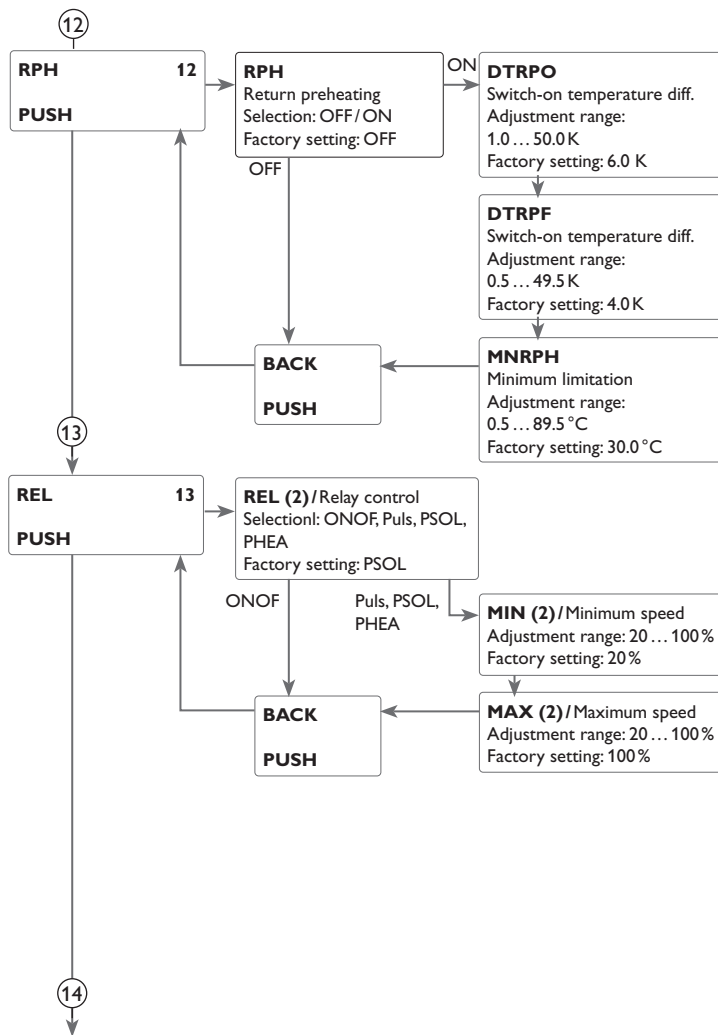 12
RPH 12
PUSH
RPH
Return preheating
Selection: OFF / ON
Factory setting: OFF
ON
OFF
DTRPO
Switch-on temperature diff.
Adjustment range:
1.0 … 50.0 K
Factory setting: 6.0 K
DTRPF
Switch-on temperature diff.
Adjustment range:
0.5 … 49.5 K
Factory setting: 4.0 K
MNRPH
Minimum limitation
Adjustment range:
0.5 … 89.5 °C
Factory setting: 30.0 °C
BACK
PUSH
13
REL 13
PUSH
REL (2) / Relay control
Selectionl: ONOF, Puls, PSOL,
PHEA
Factory setting: PSOL
ONOF
Puls, PSOL,
PHEA
MIN (2) / Minimum speed
Adjustment range: 20 … 100 %
Factory setting: 20 %
MAX (2) / Maximum speed
Adjustment range: 20 … 100 %
Factory setting: 100 %
BACK
PUSH
14